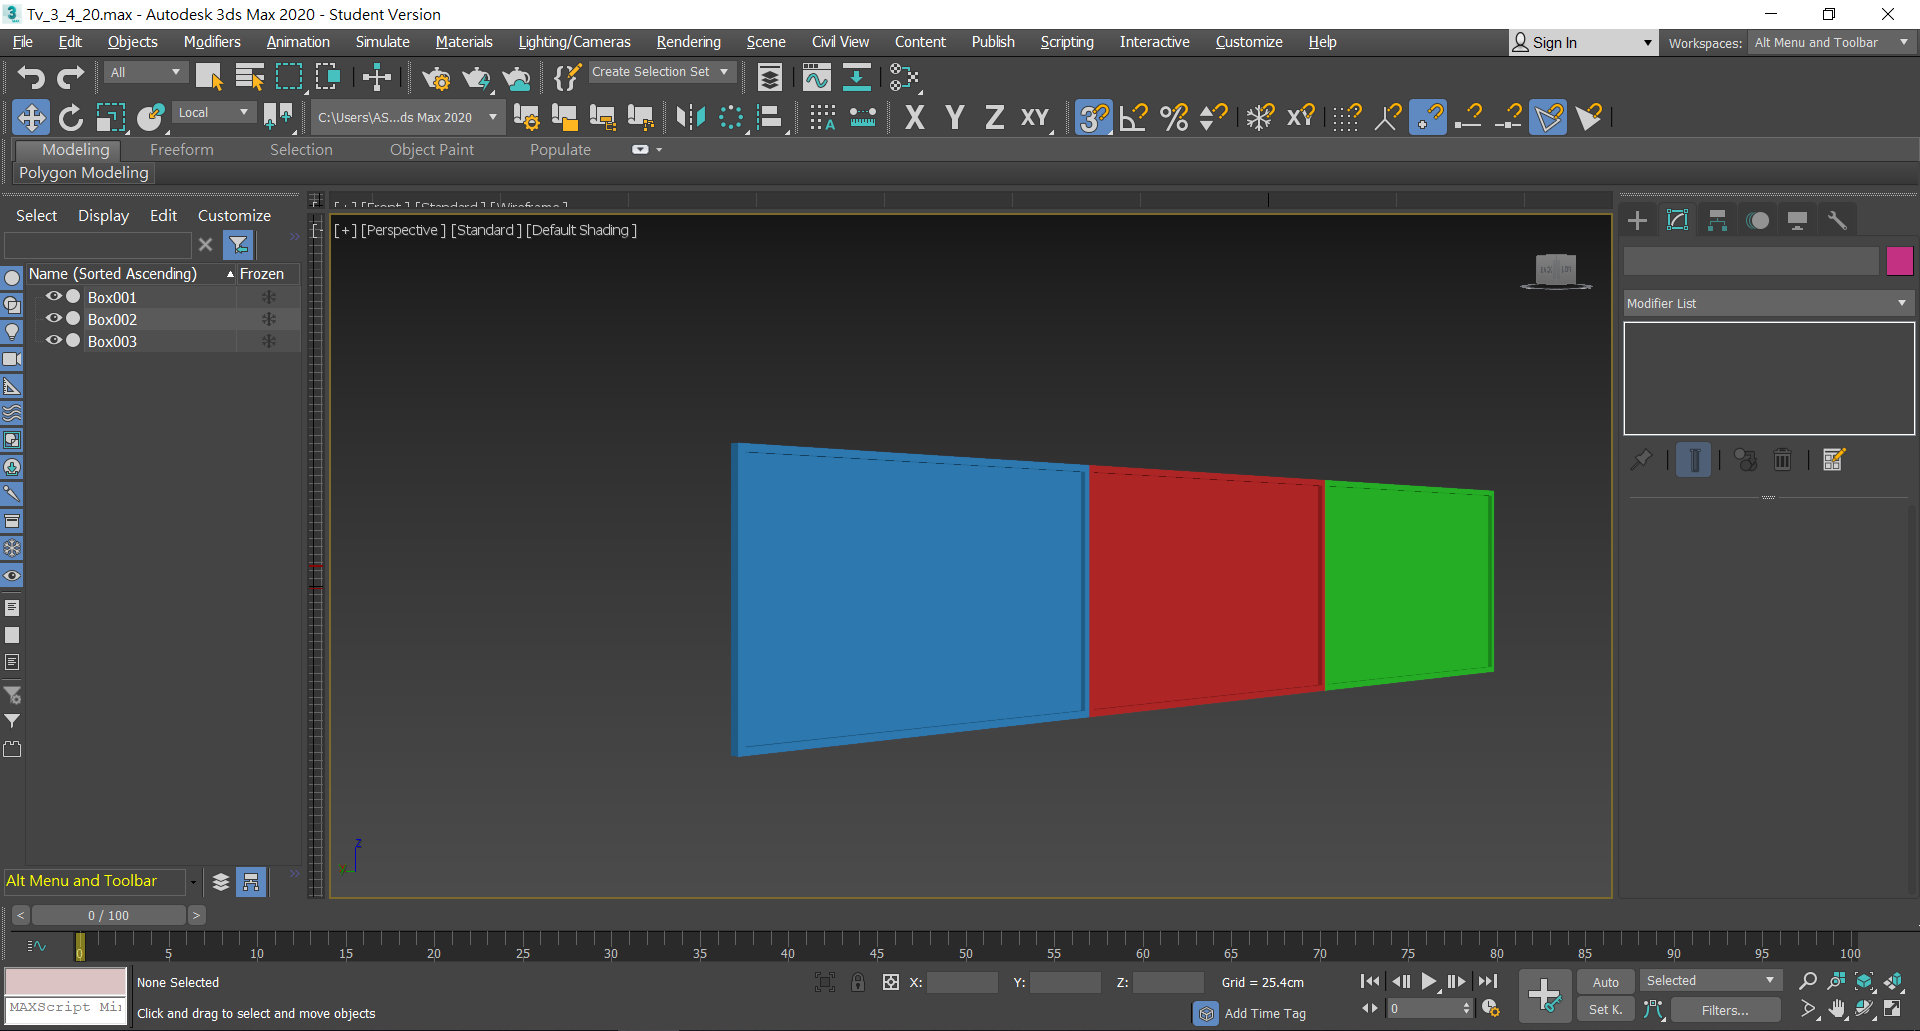 Tv_3_4_20.max - Autodesk 3ds Max 2020 - Student Version
File Edit Objects Modifiers Animation Simulate Materials Lighting/Cameras Rendering Scene Civil View Content Publish Scripting Interactive Customize Help Sign In Workspaces: Alt Menu and Toolbar
All Create Selection Set
Local C:\Users\AS...ds Max 2020 X Y Z XY 3
Modeling Freeform Selection Object Paint Populate
Polygon Modeling
Select Display Edit Customize
[+] [Front ] [Standard ] [Wireframe ]
[+] [Perspective ] [Standard ] [Default Shading ]
Name (Sorted Ascending) Frozen
Box001
Box002
Box003
Modifier List
z
y
Alt Menu and Toolbar
< 0 / 100 >
0 5 10 15 20 25 30 35 40 45 50 55 60 65 70 75 80 85 90 95 100
None Selected X: Y: Z: Grid = 25.4cm Auto Selected
MAXScript Mi
Click and drag to select and move objects Add Time Tag 0 Set K. Filters...